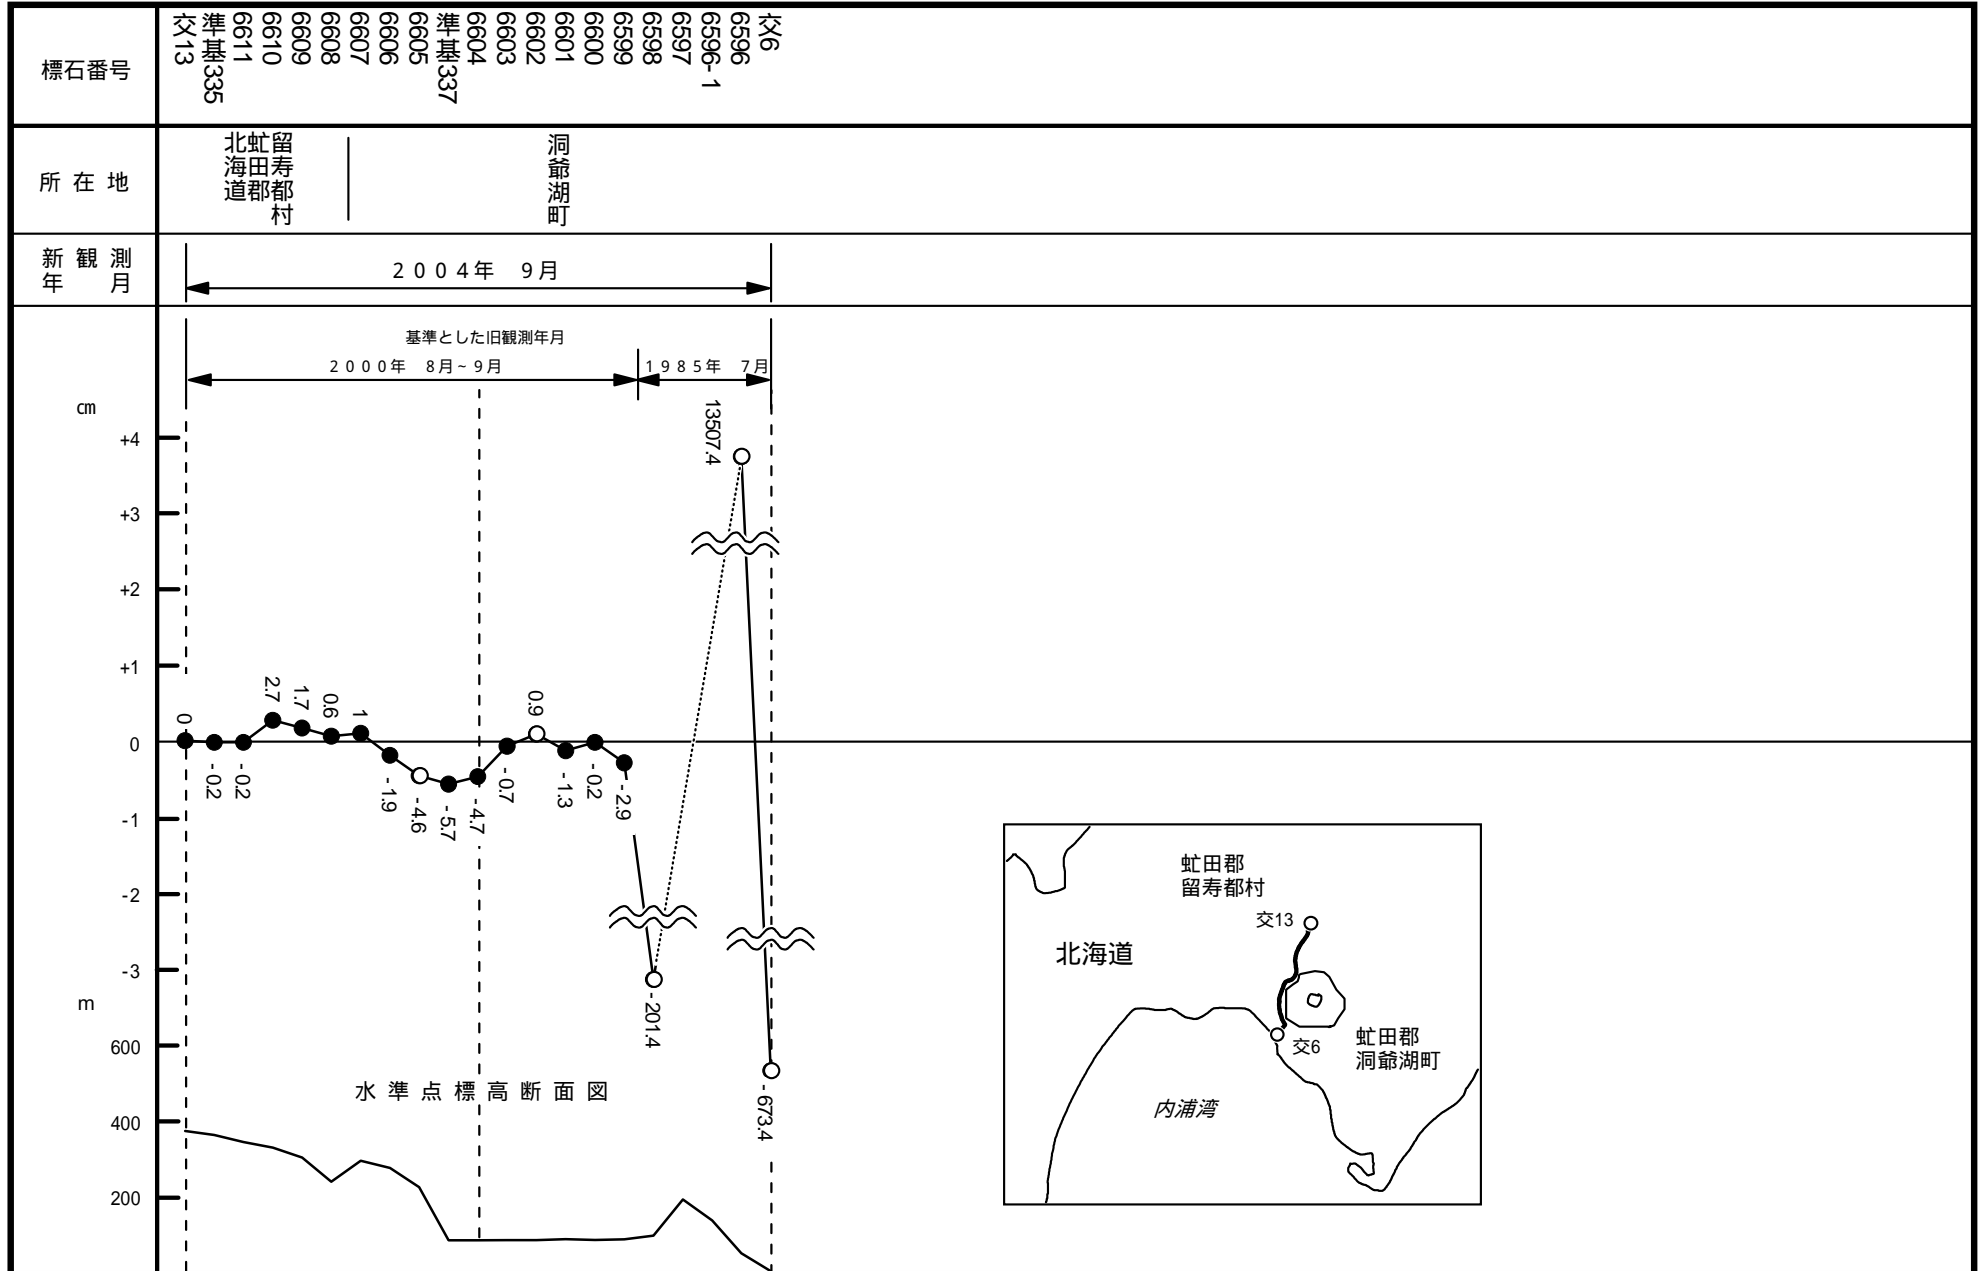 標石番号
交13
準基335
6611
6610
6609
6608
6607
6606
6605
準基337
6604
6603
6602
6601
6600
6599
6598
6597
6596-1
6596
交6
所 在 地
北海道
虻田郡
留寿都村
洞爺湖町
新 観 測
年 月
2004年 9月
基準とした旧観測年月
2000年 8月~9月
1985年 7月
cm
+4
+3
+2
+1
0
-1
-2
-3
0
-0.2
-0.2
2.7
1.7
0.6
1
-1.9
-4.6
-5.7
-4.7
-0.7
0.9
-1.3
-0.2
-2.9
-201.4
13507.4
-673.4
m
600
400
200
水準点標高断面図
虻田郡
留寿都村
交13
北海道
交6
虻田郡
洞爺湖町
内浦湾